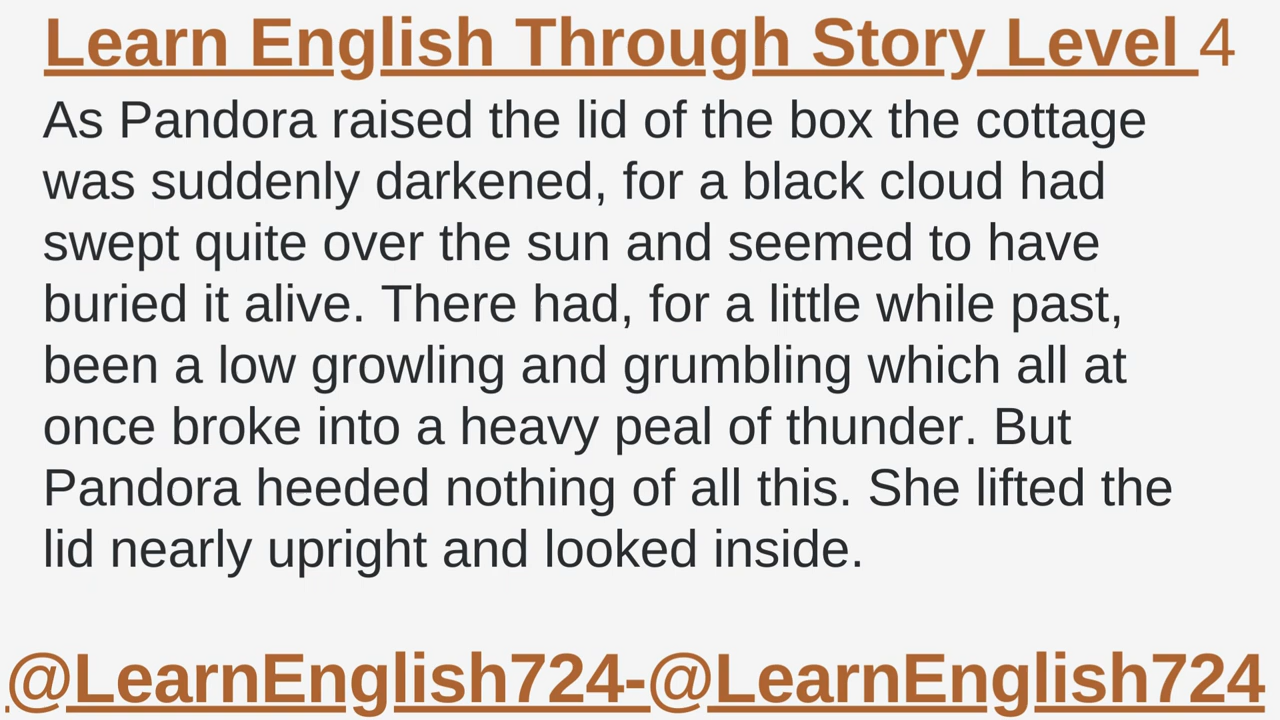 Learn English Through Story Level 4
As Pandora raised the lid of the box the cottage
was suddenly darkened, for a black cloud had
swept quite over the sun and seemed to have
buried it alive. There had, for a little while past,
been a low growling and grumbling which all at
once broke into a heavy peal of thunder. But
Pandora heeded nothing of all this. She lifted the
lid nearly upright and looked inside.
@LearnEnglish724-@LearnEnglish724